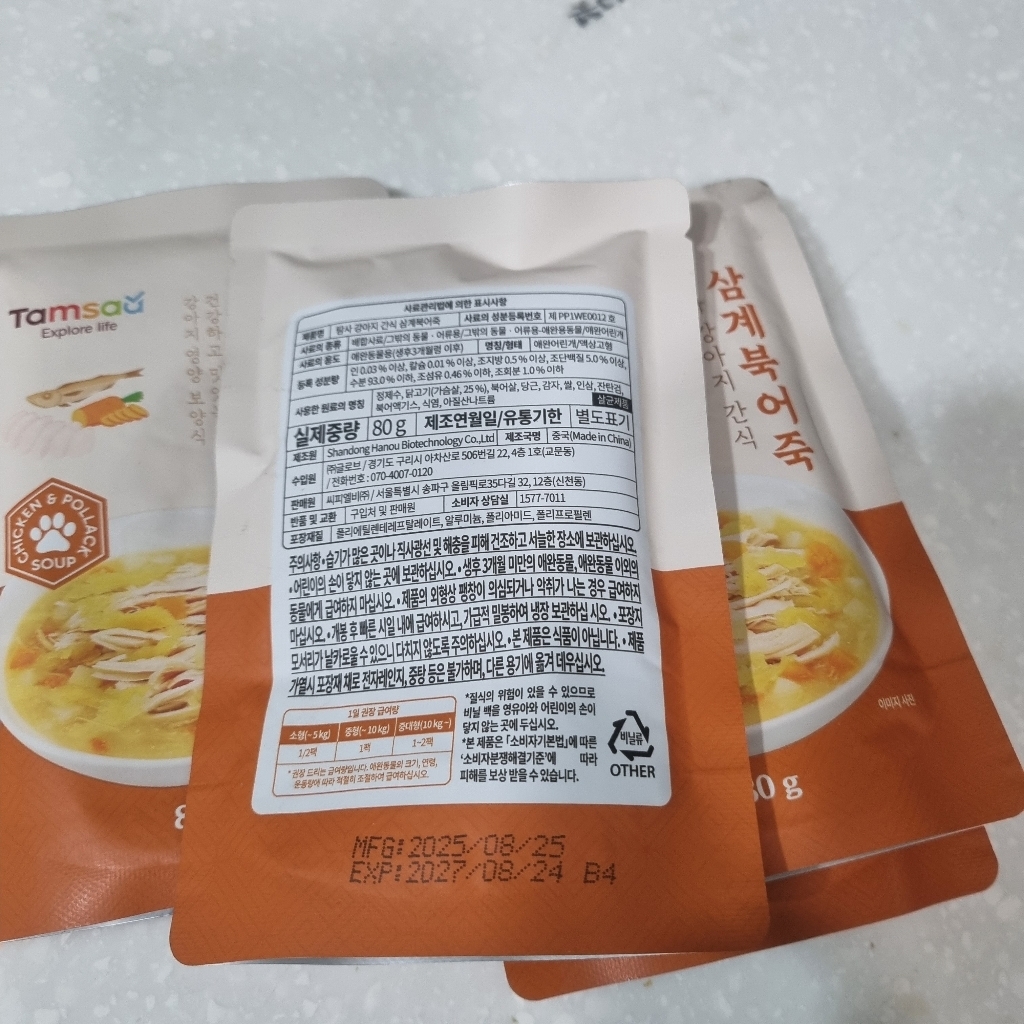 Tamsaa
Explore life
건강하고 맛있는
강아지 영양 보양소
CHICKEN & POLLACK
SOUP
사료관리법에 의한 표시사항
제품명 탐사 강아지 간식 삼계북어죽 사료의 성분등록번호 제 PP1WE0012 호
사료의 종류 배합사료/그밖의 동물·어류용/그밖의 동물·어류용-애완용동물/애완어린개
사료의 용도 애완동물용(생후3개월령 이후) 명칭/형태 애완어린개/액상고형
등록 성분량 인 0.03 % 이상, 칼슘 0.01 % 이상, 조지방 0.5 % 이상, 조단백질 5.0 % 이상,
수분 93.0 % 이하, 조섬유 0.46 % 이하, 조회분 1.0 % 이하
사용한 원료의 명칭 정제수, 닭고기(가슴살, 25 %), 북어살, 당근, 감자, 쌀, 인삼, 잔탄검,
북어엑기스, 식염, 아질산나트륨 살균제품
실제중량 80 g 제조연월일/유통기한 별도표기
제조원 Shandong Hanou Biotechnology Co.,Ltd 제조국명 중국(Made in China)
수입원 ㈜글로브 / 경기도 구리시 아차산로 506번길 22, 4층 1호(교문동)
/ 전화번호 : 070-4007-0120
판매원 씨피엘비㈜ / 서울특별시 송파구 올림픽로35다길 32, 12층(신천동)
반품 및 교환 구입처 및 판매원 소비자 상담실 1577-7011
포장재질 폴리에틸렌테레프탈레이트, 알루미늄, 폴리아미드, 폴리프로필렌
주의사항 • 습기가 많은 곳이나 직사광선 및 해충을 피해 건조하고 서늘한 장소에 보관하십시오.
• 어린이의 손이 닿지 않는 곳에 보관하십시오. • 생후 3개월 미만의 애완동물, 애완동물 이외의
동물에게 급여하지 마십시오. • 제품의 외형상 팽창이 의심되거나 악취가 나는 경우 급여하지
마십시오. • 개봉 후 빠른 시일 내에 급여하시고, 가급적 밀봉하여 냉장 보관하십 시오. • 포장지
모서리가 날카로울 수 있으니 다치지 않도록 주의하십시오. • 본 제품은 식품이 아닙니다. • 제품
가열시 포장재 채로 전자레인지, 중탕 등은 불가하며, 다른 용기에 옮겨 데우십시오.
1일 권장 급여량
소형(~5 kg) 중형(~10 kg) 중대형(10 kg ~)
1/2팩 1팩 1~2팩
* 권장 드리는 급여량입니다. 애완동물의 크기, 연령,
운동량에 따라 적절히 조절하여 급여하십시오.
*질식의 위험이 있을 수 있으므로
비닐 백을 영유아와 어린이의 손이
닿지 않는 곳에 두십시오.
*본 제품은 「소비자기본법」에 따른
'소비자분쟁해결기준'에 따라
피해를 보상 받을 수 있습니다.
비닐류
OTHER
MFG:2025/08/25
EXP:2027/08/24 B4
삼계북어죽
강아지 간식
이미지 사진
80 g